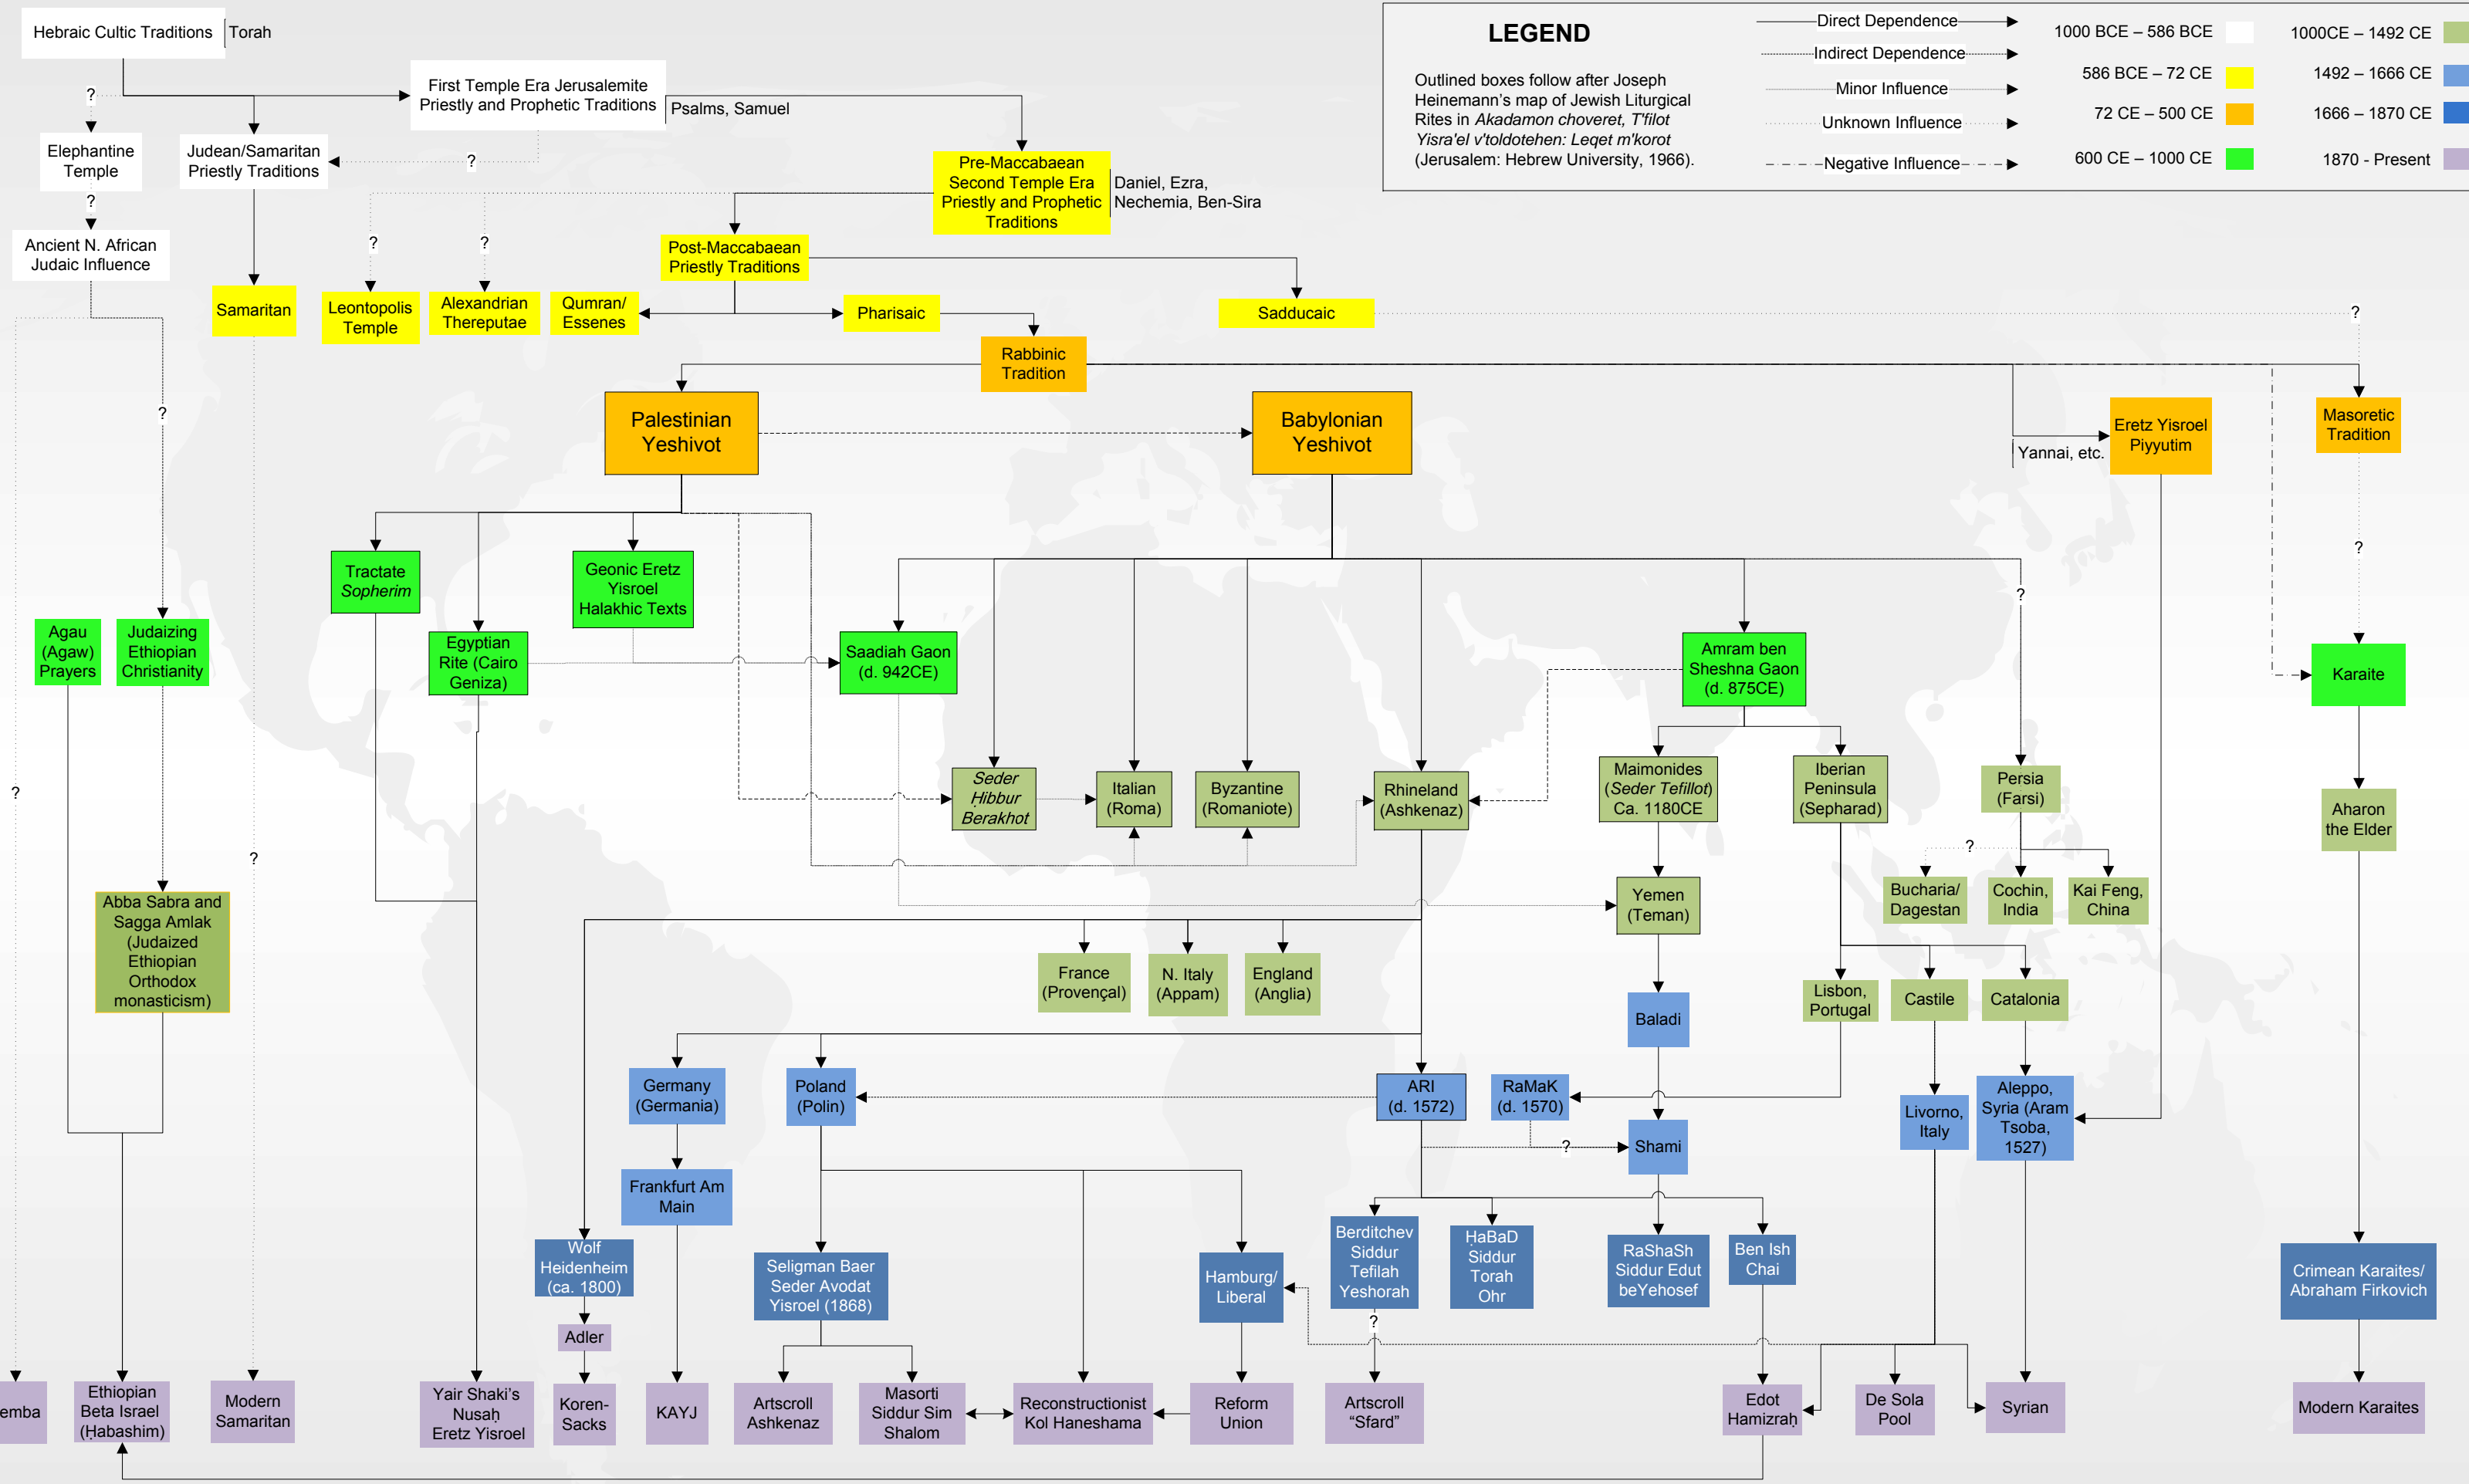 Hebraic Cultic Traditions
Torah
First Temple Era Jerusalemite
Priestly and Prophetic Traditions
Psalms, Samuel
LEGEND
Outlined boxes follow after Joseph
Heinemann’s map of Jewish Liturgical
Rites in Akadamon choveret, T'filot
Yisra'el v'toldotehen: Leqet m'korot
(Jerusalem: Hebrew University, 1966).
Direct Dependence
Indirect Dependence
Minor Influence
Unknown Influence
Negative Influence
1000 BCE – 586 BCE
586 BCE – 72 CE
72 CE – 500 CE
600 CE – 1000 CE
1000CE – 1492 CE
1492 – 1666 CE
1666 – 1870 CE
1870 - Present
?
Elephantine
Temple
Judean/Samaritan
Priestly Traditions
?
?
Pre-Maccabaean
Second Temple Era
Priestly and Prophetic
Traditions
Daniel, Ezra,
Nechemia, Ben-Sira
Ancient N. African
Judaic Influence
?
?
Post-Maccabaean
Priestly Traditions
Samaritan
Leontopolis
Temple
Alexandrian
Thereputae
Qumran/
Essenes
Pharisaic
Sadducaic
?
Rabbinic
Tradition
?
Palestinian
Yeshivot
Babylonian
Yeshivot
Yannai, etc.
Eretz Yisroel
Piyyutim
Masoretic
Tradition
?
Tractate
Sopherim
Geonic Eretz
Yisroel
Halakhic Texts
?
Agau
(Agaw)
Prayers
Judaizing
Ethiopian
Christianity
Egyptian
Rite (Cairo
Geniza)
Saadiah Gaon
(d. 942CE)
Amram ben
Sheshna Gaon
(d. 875CE)
Karaite
?
Seder
Ḥibbur
Berakhot
Italian
(Roma)
Byzantine
(Romaniote)
Rhineland
(Ashkenaz)
Maimonides
(Seder Tefillot)
Ca. 1180CE
Iberian
Peninsula
(Sepharad)
Persia
(Farsi)
Aharon
the Elder
?
?
Abba Sabra and
Sagga Amlak
(Judaized
Ethiopian
Orthodox
monasticism)
Yemen
(Teman)
Bucharia/
Dagestan
Cochin,
India
Kai Feng,
China
France
(Provençal)
N. Italy
(Appam)
England
(Anglia)
Baladi
Lisbon,
Portugal
Castile
Catalonia
Germany
(Germania)
Poland
(Polin)
ARI
(d. 1572)
RaMaK
(d. 1570)
Livorno,
Italy
Aleppo,
Syria (Aram
Tsoba,
1527)
?
Shami
Frankfurt Am
Main
Wolf
Heidenheim
(ca. 1800)
Seligman Baer
Seder Avodat
Yisroel (1868)
Hamburg/
Liberal
Berditchev
Siddur
Tefilah
Yeshorah
ḤaBaD
Siddur
Torah
Ohr
RaShaSh
Siddur Edut
beYehosef
Ben Ish
Chai
Crimean Karaites/
Abraham Firkovich
Adler
?
emba
Ethiopian
Beta Israel
(Ḥabashim)
Modern
Samaritan
Yair Shaki’s
Nusaḥ
Eretz Yisroel
Koren-
Sacks
KAYJ
Artscroll
Ashkenaz
Masorti
Siddur Sim
Shalom
Reconstructionist
Kol Haneshama
Reform
Union
Artscroll
“Sfard”
Edot
Hamizraḥ
De Sola
Pool
Syrian
Modern Karaites